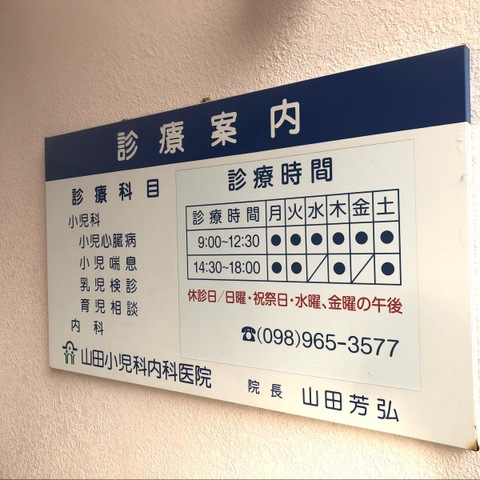 診療案内
診療科目
小児科
小児心臓病
小児喘息
乳児検診
育児相談
内科
診療時間
診療時間 月 火 水 木 金 土
9:00~12:30 ● ● ● ● ● ●
14:30~18:00 ● ● ／ ● ／ ●
休診日/日曜・祝祭日・水曜、金曜の午後
☎(098)965-3577
山田小児科内科医院
院長 山田芳弘